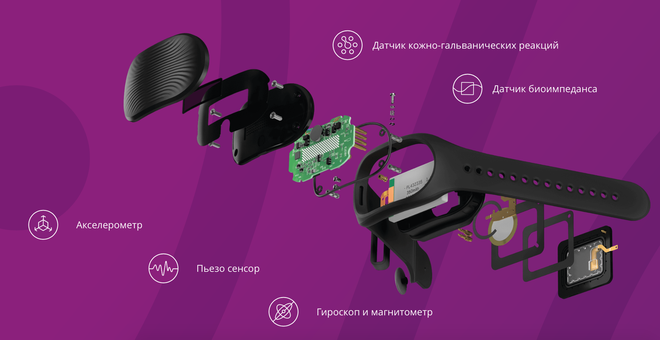 Датчик кожно-гальванических реакций
Датчик биоимпеданса
Акселерометр
Пьезо сенсор
Гироскоп и магнитометр